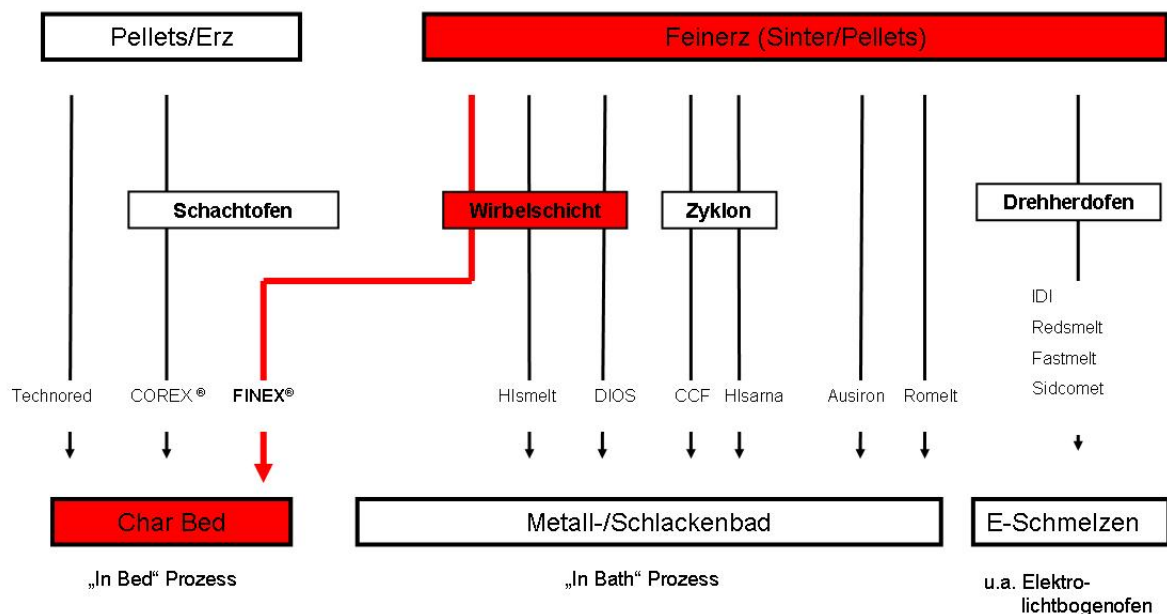 Pellets/Erz
Feinerz (Sinter/Pellets)
Schachtofen
Wirbelschicht
Zyklon
Drehherdofen
IDI
Redsmelt
Fastmelt
Sidcomet
Technored
COREX ®
FINEX®
HIsmelt
DIOS
CCF
HIsarna
Ausiron
Romelt
Char Bed
Metall-/Schlackenbad
E-Schmelzen
„In Bed“ Prozess
„In Bath“ Prozess
u.a. Elektro-
lichtbogenofen